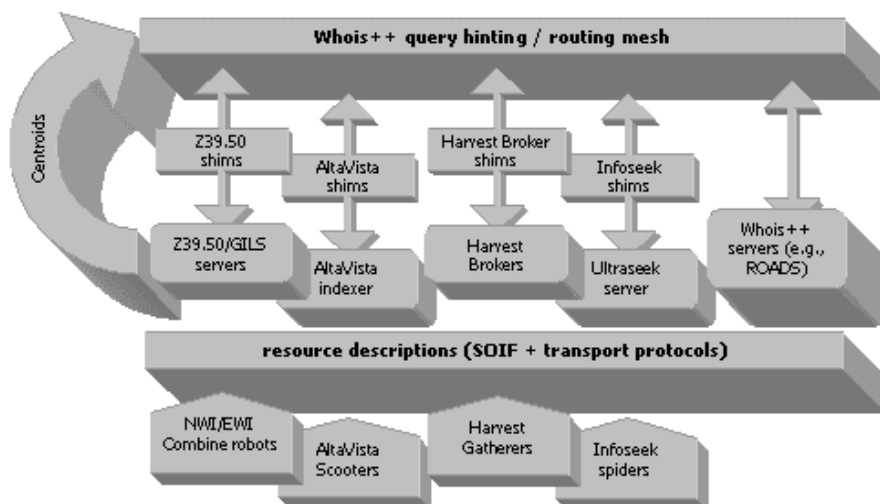 Whois++ query hinting / routing mesh
Centroids
Z39.50
shims
AltaVista
shims
Harvest Broker
shims
Infoseek
shims
Z39.50/GILS
servers
AltaVista
indexer
Harvest
Brokers
Ultraseek
server
Whois++
servers (e.g.,
ROADS)
resource descriptions (SOIF + transport protocols)
NWI/EWI
Combine robots
AltaVista
Scooters
Harvest
Gatherers
Infoseek
spiders